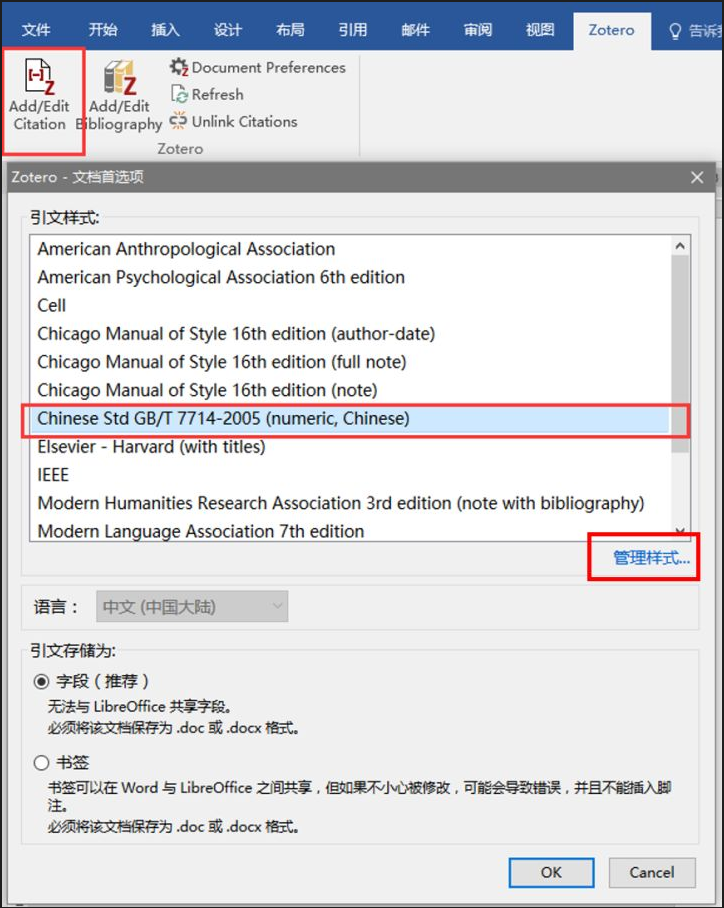 文件 开始 插入 设计 布局 引用 邮件 审阅 视图 Zotero 告诉
Add/Edit Citation
Add/Edit Bibliography
Document Preferences
Refresh
Unlink Citations
Zotero
Zotero - 文档首选项
引文样式:
American Anthropological Association
American Psychological Association 6th edition
Cell
Chicago Manual of Style 16th edition (author-date)
Chicago Manual of Style 16th edition (full note)
Chicago Manual of Style 16th edition (note)
Chinese Std GB/T 7714-2005 (numeric, Chinese)
Elsevier - Harvard (with titles)
IEEE
Modern Humanities Research Association 3rd edition (note with bibliography)
Modern Language Association 7th edition
管理样式...
语言： 中文 (中国大陆)
引文存储为:
字段（推荐）
无法与 LibreOffice 共享字段。
必须将该文档保存为 .doc 或 .docx 格式。
书签
书签可以在 Word 与 LibreOffice 之间共享，但如果不小心被修改，可能会导致错误，并且不能插入脚
注。
必须将该文档保存为 .doc 或 .docx 格式。
OK Cancel